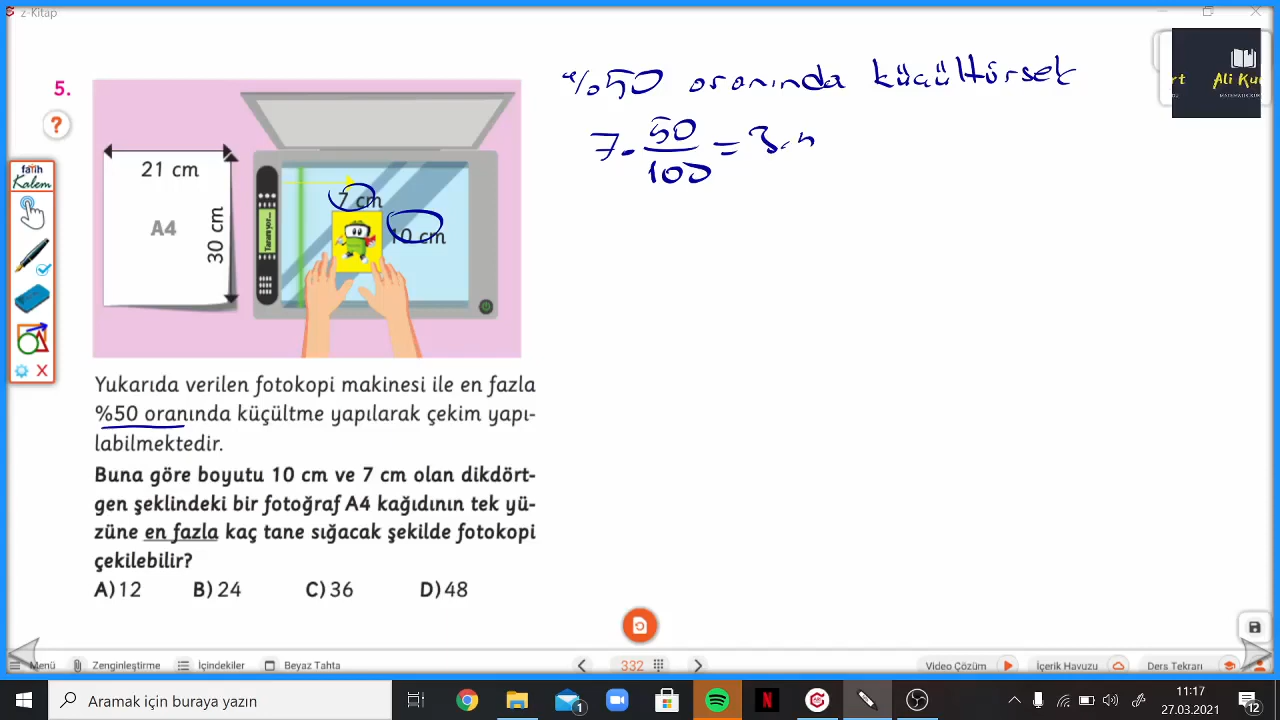 z-Kitap
%50 oranında küçültürsek
7. 50/100 = 3.
Ali Ku
5.
?
fatih
Kalem
21 cm
A4
30 cm
Taranıyor...
7 cm
10 cm
Yukarıda verilen fotokopi makinesi ile en fazla
%50 oranında küçültme yapılarak çekim yapı-
labilmektedir.
Buna göre boyutu 10 cm ve 7 cm olan dikdört-
gen şeklindeki bir fotoğraf A4 kağıdının tek yü-
züne en fazla kaç tane sığacak şekilde fotokopi
çekilebilir?
A) 12 B) 24 C) 36 D) 48
Menü Zenginleştirme İçindekiler Beyaz Tahta 332 Video Çözüm İçerik Havuzu Ders Tekrarı
Aramak için buraya yazın
1
11:17
27.03.2021
12